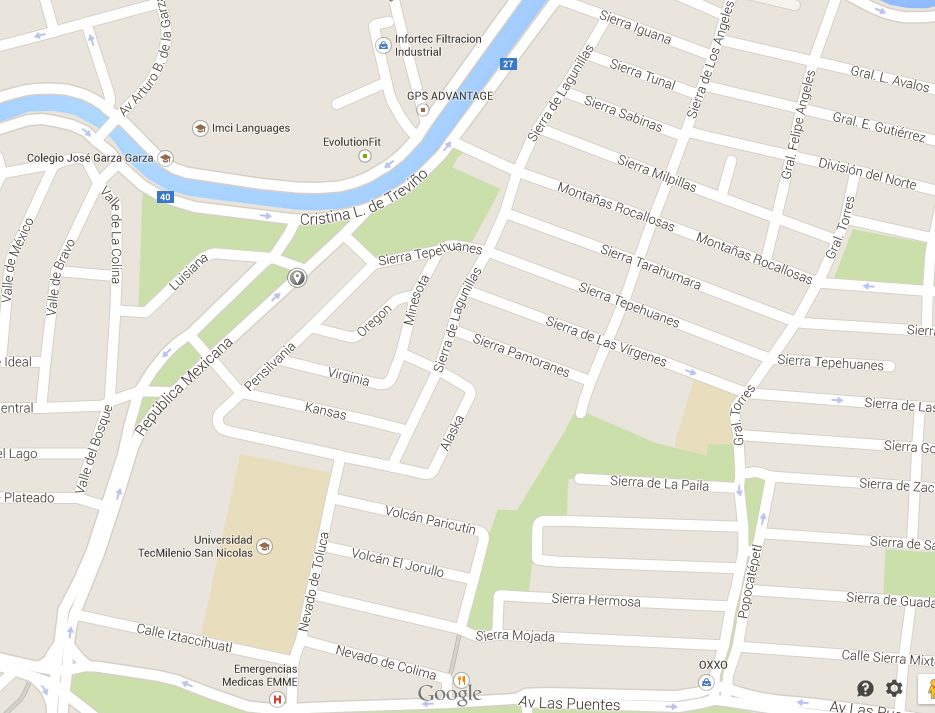 Sierra Iguana
Infortec Filtracion
Industrial
Av Arturo B. de la Garza
Sierra de Los Angeles
27
Gral. L. Avalos
Sierra Tunal
Sierra de Lagunillas
GPS ADVANTAGE
Sierra Sabinas
Gral. Felipe Angeles
Gral. E. Gutiérrez
Imci Languages
EvolutionFit
Colegio José Garza Garza
Sierra Milpillas
División del Norte
40
Cristina L. de Treviño
Valle de La Colina
Montañas Rocallosas
Montañas Rocallosas
Gral. Torres
Valle de México
Valle de Bravo
Luisiana
Sierra Tepehuanes
Sierra Tarahumara
Minesota
Sierra de Lagunillas
Sierra Tepehuanes
Oregon
Sierra de Las Virgenes
Sierra
República Mexicana
Pensilvania
Sierra Pamoranes
Ideal
Virginia
Sierra Tepehuanes
entral
Kansas
Gral. Torres
Sierra de Las
Alaska
Valle del Bosque
el Lago
Sierra Go
Plateado
Sierra de La Paila
Sierra de Zac
Volcán Paricutín
Universidad
TecMilenio San Nicolas
Volcán El Jorullo
Nevado de Toluca
Popocatépetl
Sierra de Sa
Sierra Hermosa
Sierra de Guada
Calle Iztaccihuatl
Sierra Mojada
Nevado de Colima
Calle Sierra Mixte
Emergencias
Medicas EMME
H
OXXO
Google
Av Las Puentes
Av Las Pu
?